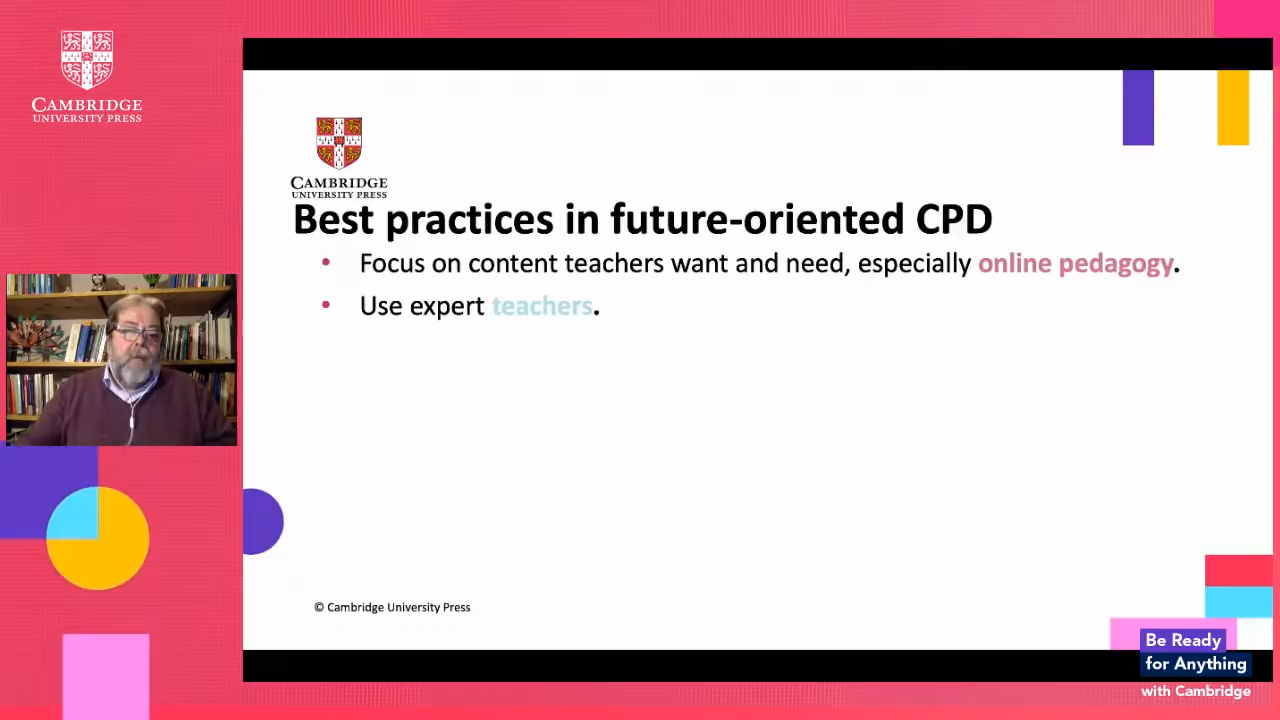 CAMBRIDGE
UNIVERSITY PRESS
CAMBRIDGE
UNIVERSITY PRESS
Best practices in future-oriented CPD
• Focus on content teachers want and need, especially online pedagogy.
• Use expert teachers.
© Cambridge University Press
Be Ready
for Anything
with Cambridge